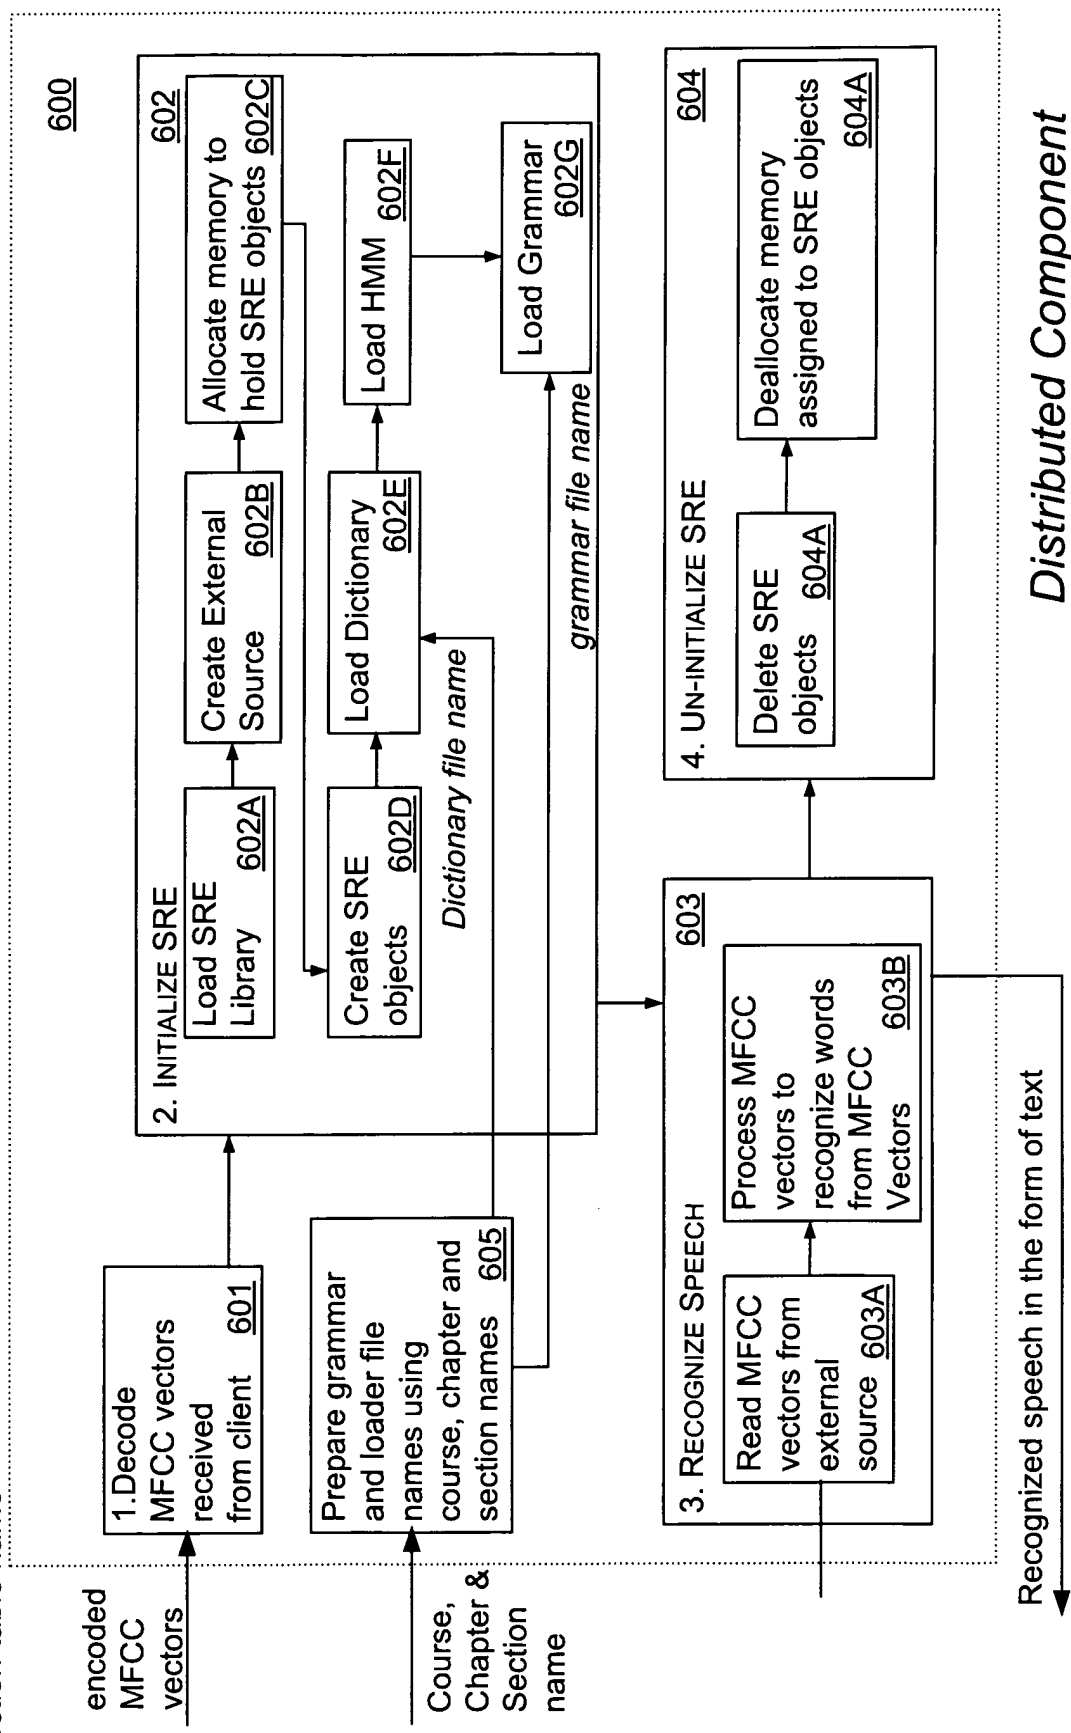 600
encoded
MFCC
vectors
1.Decode
MFCC vectors
received
from client 601
Course,
Chapter &
Section
name
Prepare grammar
and loader file
names using
course, chapter and
section names 605
2. INITIALIZE SRE
602
Load SRE
Library 602A
Create External
Source 602B
Allocate memory to
hold SRE objects 602C
Create SRE
objects 602D
Load Dictionary
602E
Load HMM
602F
Load Grammar
602G
Dictionary file name
grammar file name
3. RECOGNIZE SPEECH
603
Read MFCC
vectors from
external
source 603A
Process MFCC
vectors to
recognize words
from MFCC
Vectors 603B
4. UN-INITIALIZE SRE
604
Delete SRE
objects 604A
Deallocate memory
assigned to SRE objects
604A
Recognized speech in the form of text
Distributed Component